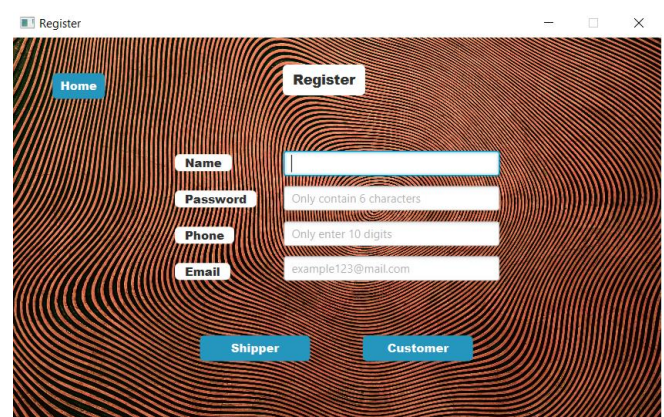 Register
Home
Register
Name
Password
Only contain 6 characters
Phone
Only enter 10 digits
Email
example123@mail.com
Shipper
Customer